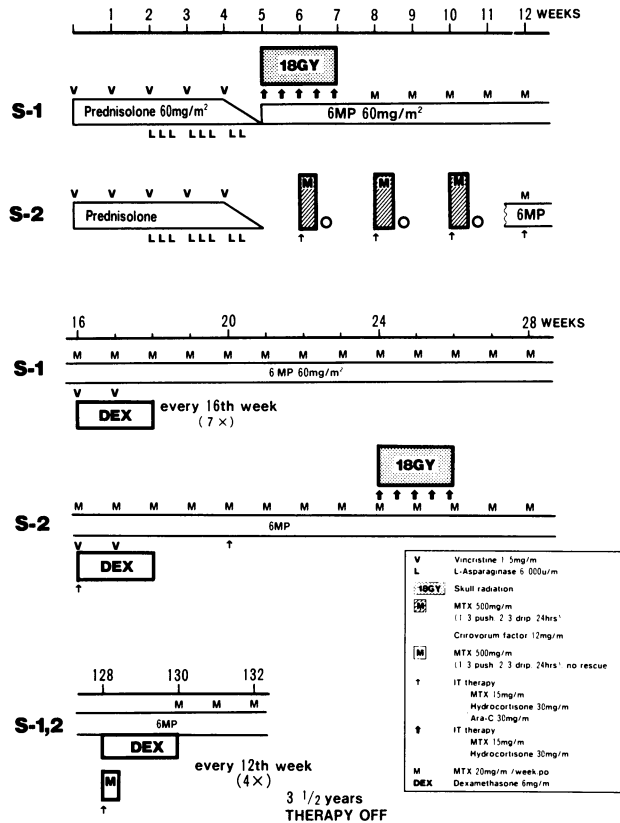 1 2 3 4 5 6 7 8 9 10 11 12 WEEKS
18GY
V V V V V M M M M M
S-1
Prednisolone 60mg/m²
6MP 60mg/m²
LLL LLL LL
V V V V V M M M M
S-2
Prednisolone
6MP
LLL LLL LL
16 20 24 28 WEEKS
M M M M M M M M M M M M M
S-1
6 MP 60mg/m²
V V
DEX
every 16th week
(7 ×)
18GY
M M M M M M M M M M M M M
S-2
6MP
V V
DEX
V Vincristine 1 5mg/m
L L-Asparaginase 6 000u/m
18GY Skull radiation
M MTX 500mg/m
(1 3 push 2 3 drip 24hrs)
Citrovorum factor 12mg/m
M MTX 500mg/m
(1 3 push 2 3 drip 24hrs) no rescue
↑ IT therapy
MTX 15mg/m
Hydrocortisone 30mg/m
Ara-C 30mg/m
⬆ IT therapy
MTX 15mg/m
Hydrocortisone 30mg/m
M MTX 20mg/m /week.po
DEX Dexamethasone 6mg/m
128 130 132
M M M
S-1,2
6MP
DEX
every 12th week
(4×)
M
3 1/2 years
THERAPY OFF